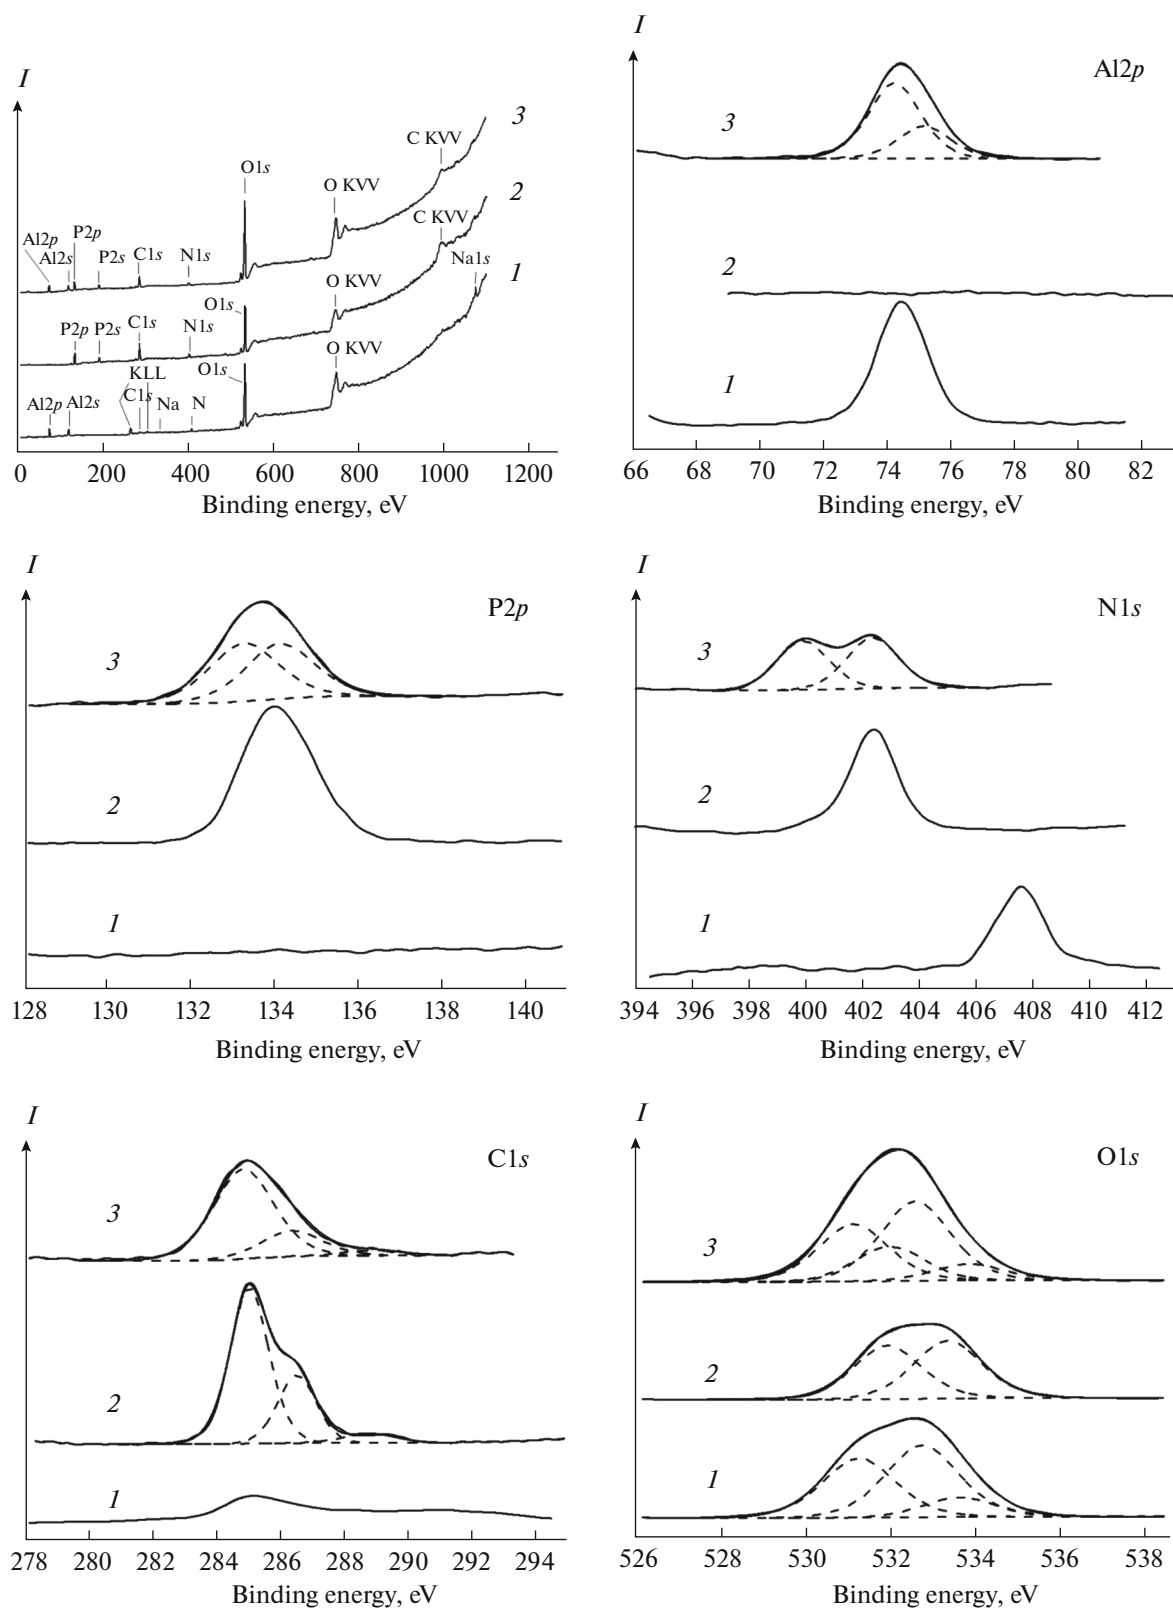 I
3
C KVV
O1s
2
O KVV
P2p
C KVV
Al2p
Al2s
P2s
C1s
N1s
Na1s
1
O KVV
O1s
C1s
P2p
P2s
N1s
O KVV
KLL
O1s
C1s
Al2p
Al2s
Na
N
0 200 400 600 800 1000 1200
Binding energy, eV
I
Al2p
3
2
1
66 68 70 72 74 76 78 80 82
Binding energy, eV
I
P2p
3
2
1
128 130 132 134 136 138 140
Binding energy, eV
I
N1s
3
2
1
394 396 398 400 402 404 406 408 410 412
Binding energy, eV
I
C1s
3
2
1
278 280 282 284 286 288 290 292 294
Binding energy, eV
I
O1s
3
2
1
526 528 530 532 534 536 538
Binding energy, eV